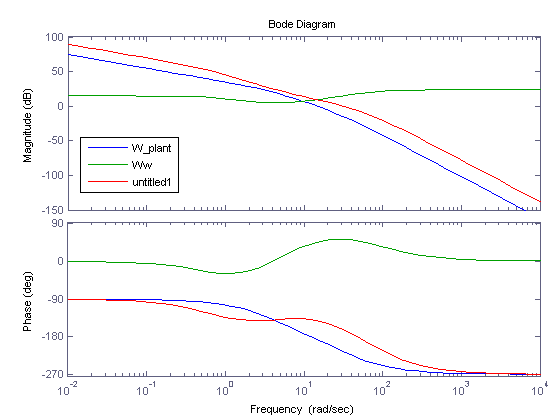 Bode Diagram
Magnitude (dB)
100
50
0
-50
-100
-150
W_plant
Ww
untitled1
Phase (deg)
90
0
-90
-180
-270
10^-2 10^-1 10^0 10^1 10^2 10^3 10^4
Frequency (rad/sec)